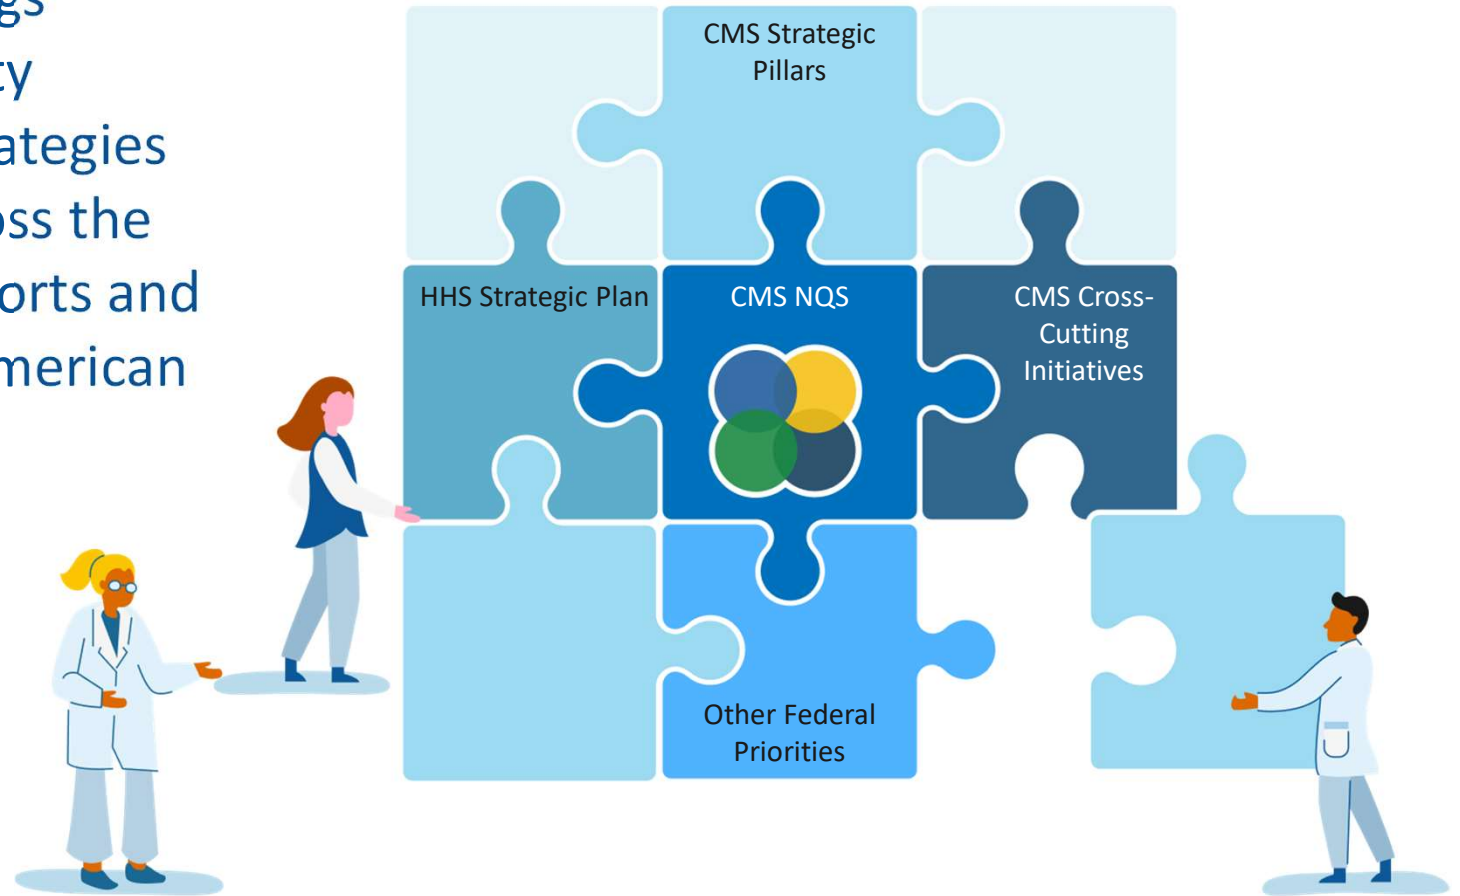 gs
ty
ategies
oss the
orts and
merican
CMS Strategic
Pillars
HHS Strategic Plan
CMS NQS
CMS Cross-
Cutting
Initiatives
Other Federal
Priorities